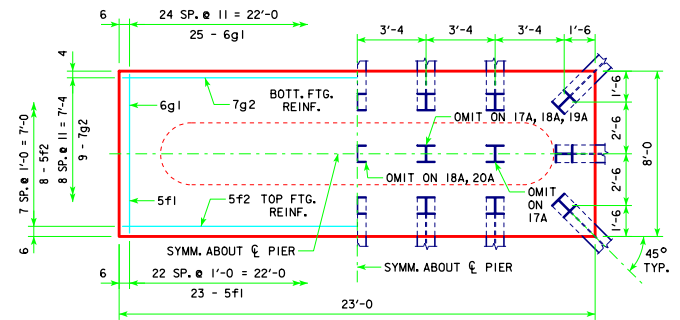 6
24 SP. @ 11 = 22'-0
25 - 6g1
3'-4
3'-4
3'-4
1'-6
4
BOTT. FTG.
REINF.
6g1
7g2
OMIT ON 17A, 18A, 19A
1'-6
2'-6
8'-0
2'-6
1'-6
7 SP. @ 1'-0 = 7'-0
8 - 5f2
8 SP. @ 11 = 7'-4
9 - 7g2
OMIT ON 18A, 20A
OMIT
ON
17A
5f1
5f2
TOP FTG.
REINF.
6
SYMM. ABOUT ℄ PIER
SYMM. ABOUT ℄ PIER
45°
TYP.
6
22 SP. @ 1'-0 = 22'-0
23 - 5f1
23'-0